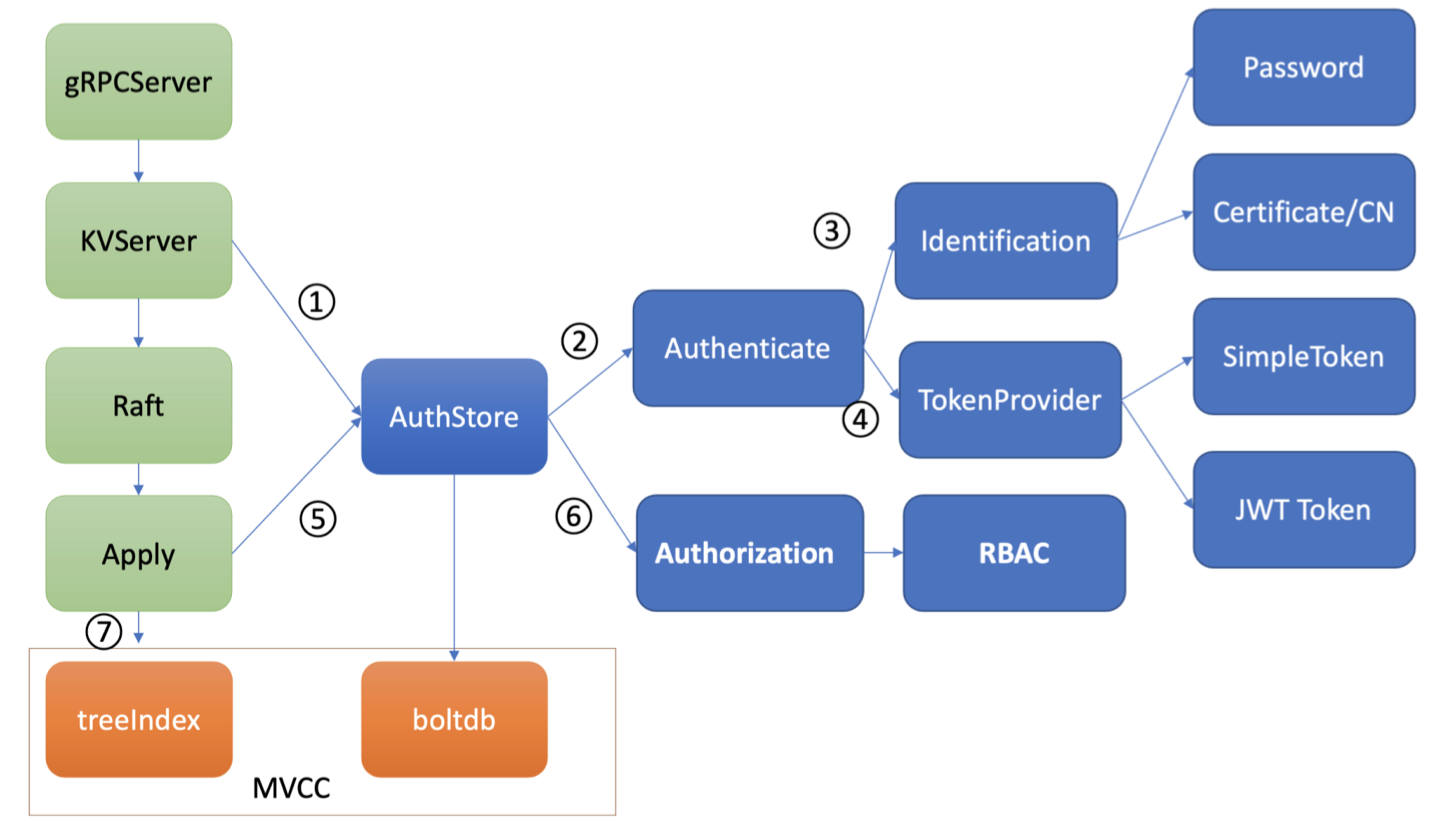 gRPCServer
KVServer
Raft
Apply
①
⑤
⑦
AuthStore
②
⑥
Authenticate
Authorization
③
④
Identification
TokenProvider
RBAC
Password
Certificate/CN
SimpleToken
JWT Token
treeIndex
boltdb
MVCC